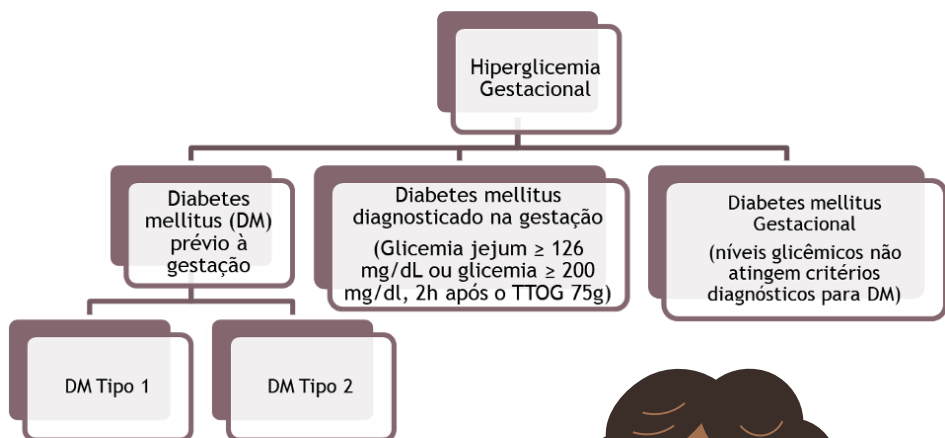 Hiperglicemia
Gestacional
Diabetes
mellitus (DM)
prévio à
gestação
Diabetes mellitus
diagnosticado na gestação
(Glicemia jejum ≥ 126
mg/dL ou glicemia ≥ 200
mg/dl, 2h após o TTOG 75g)
Diabetes mellitus
Gestacional
(níveis glicêmicos não
atingem critérios
diagnósticos para DM)
DM Tipo 1
DM Tipo 2